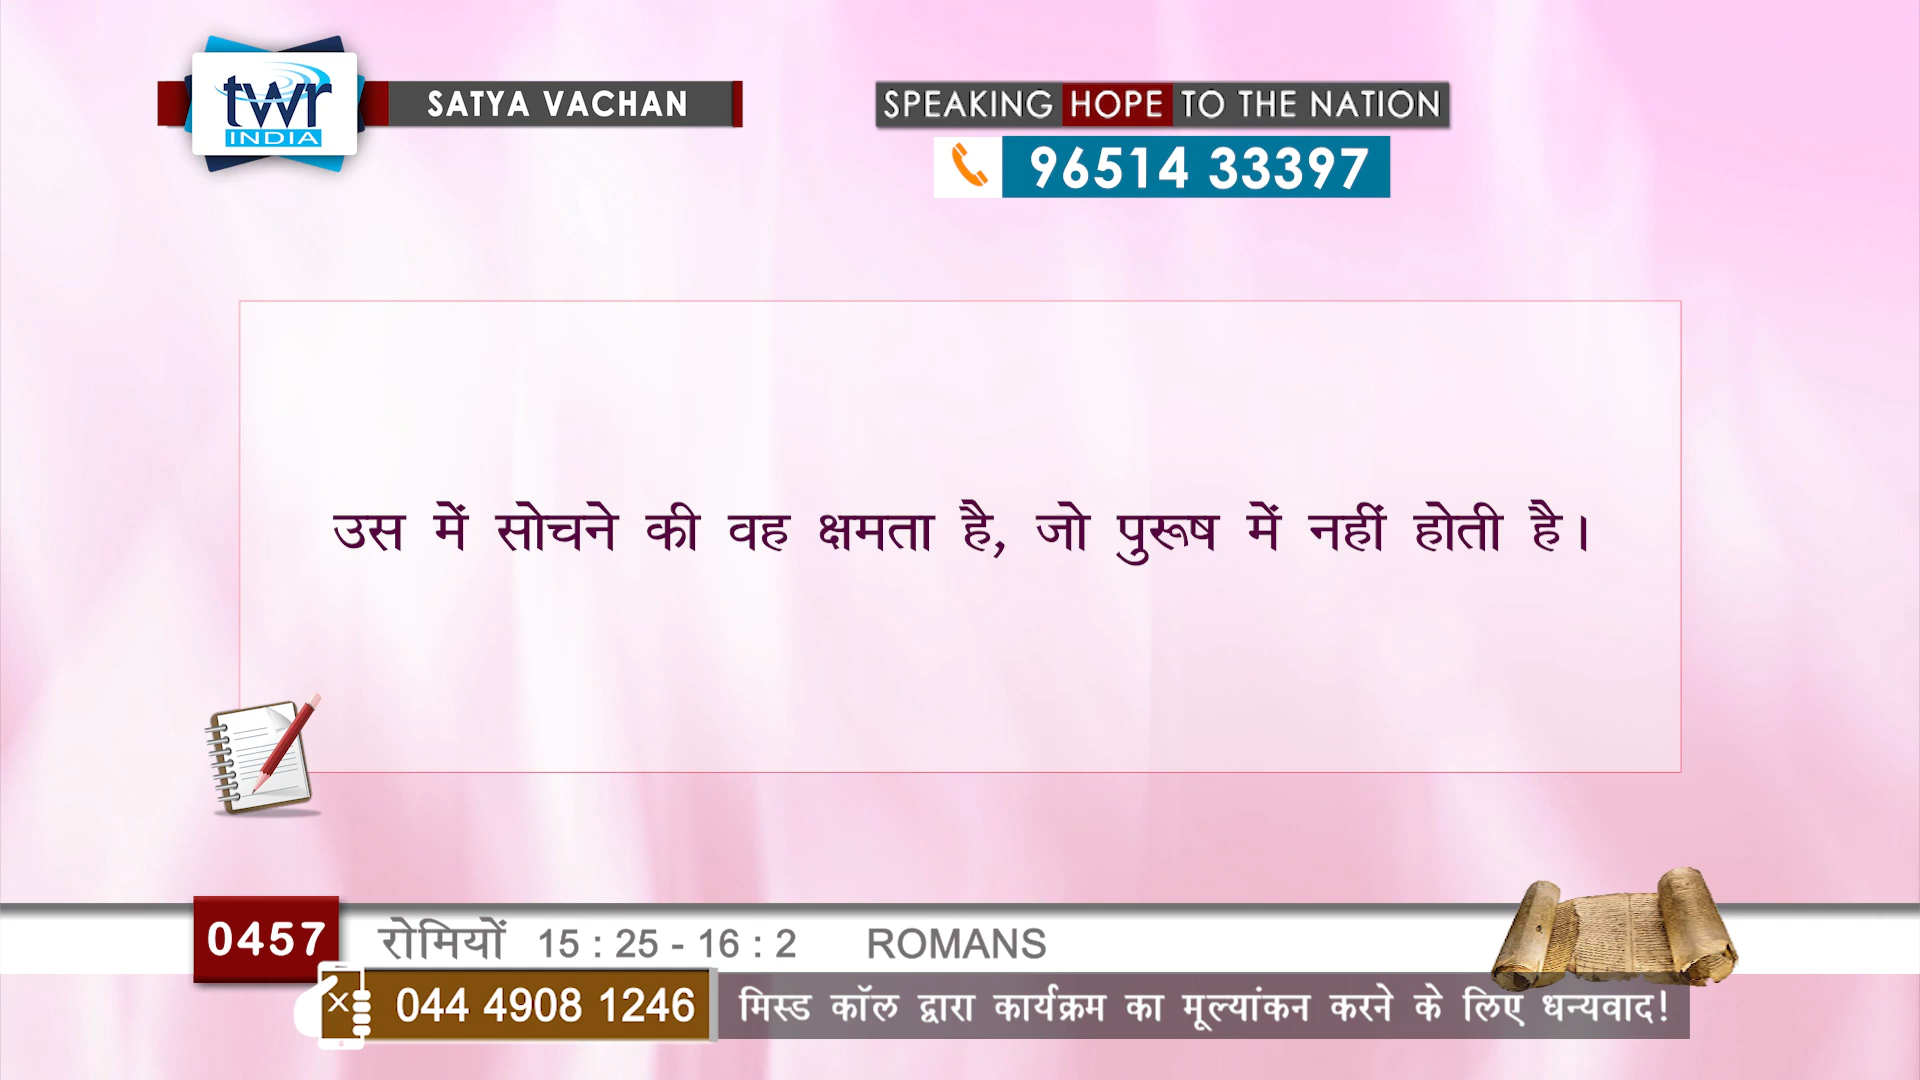 twr
INDIA
SATYA VACHAN
SPEAKING HOPE TO THE NATION
96514 33397
उस में सोचने की वह क्षमता है, जो पुरूष में नहीं होती है।
0457
रोमियों 15 : 25 - 16 : 2 ROMANS
044 4908 1246
मिस्ड कॉल द्वारा कार्यक्रम का मूल्यांकन करने के लिए धन्यवाद!